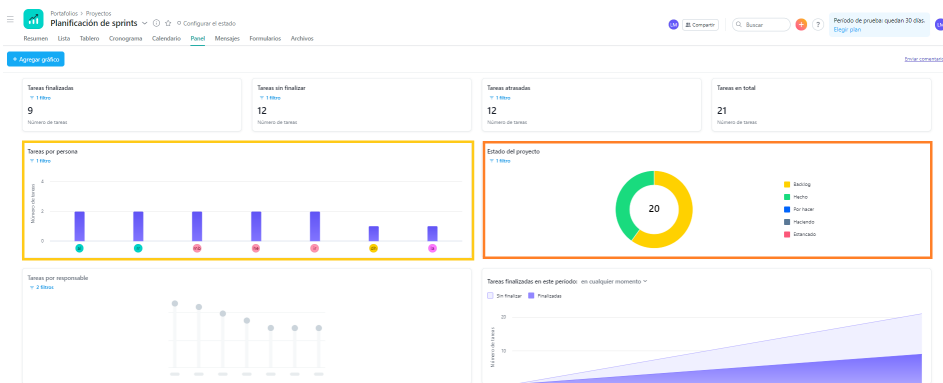 Portafolios > Proyectos
Planificación de sprints
Configurar el estado
LM
Compartir
Buscar
?
Período de prueba: quedan 30 días.
Elegir plan
Resumen Lista Tablero Cronograma Calendario Panel Mensajes Formularios Archivos
+ Agregar gráfico
Enviar comentario
Tareas finalizadas
1 filtro
9
Número de tareas
Tareas sin finalizar
1 filtro
12
Número de tareas
Tareas atrasadas
1 filtro
12
Número de tareas
Tareas en total
21
Número de tareas
Tareas por persona
1 filtro
Número de tareas
4
2
0
Estado del proyecto
1 filtro
20
Backlog
Hecho
Por hacer
Haciendo
Estancado
Tareas por responsable
2 filtros
Tareas finalizadas en este período: en cualquier momento
Sin finalizar Finalizadas
Número de tareas
20
10